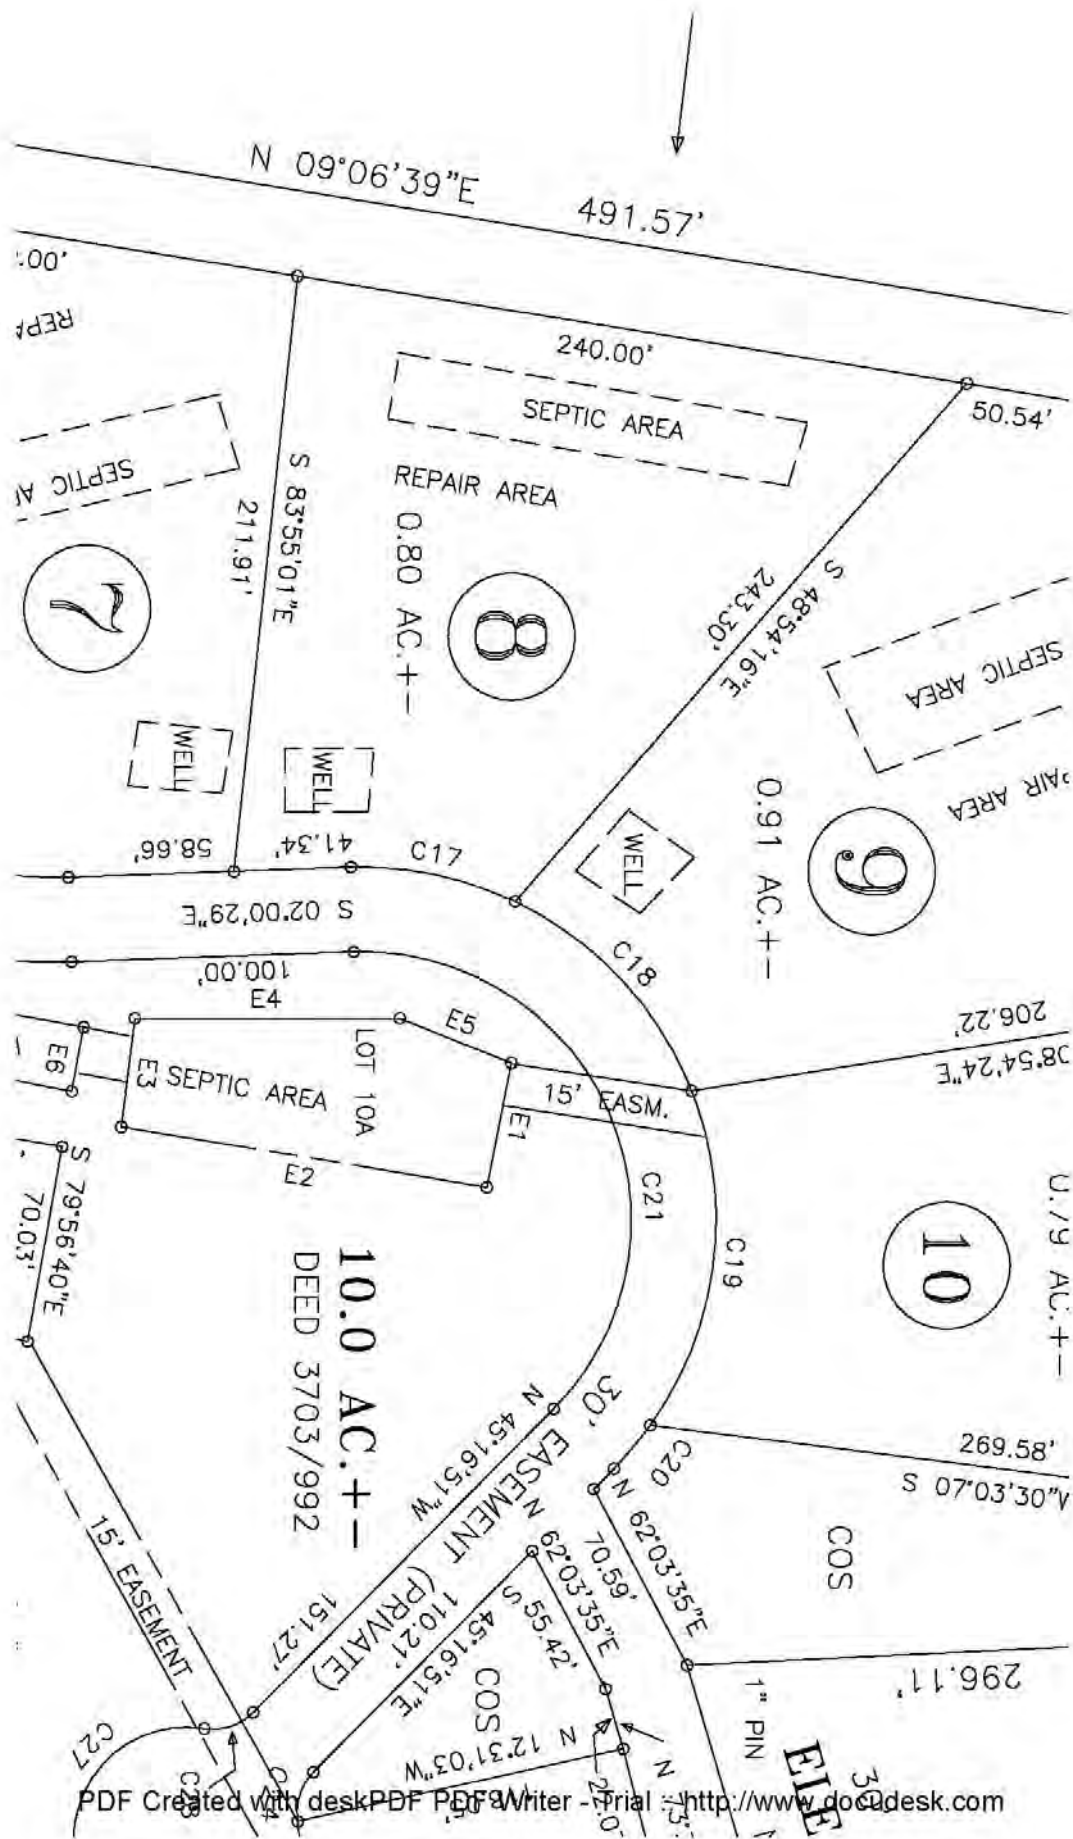 N 09°06'39"E
491.57'
240.00'
50.54'
SEPTIC AREA
REPAIR AREA
0.80 AC.+-
8
S 83°55'01"E
211.91'
SEPTIC
7
WELL
WELL
58.66'
41.34'
C17
S 02°00'29"E
100.00'
S 48°54'16"E
243.30'
SEPTIC AREA
AREA
0.91 AC.+-
9
WELL
C18
206.22'
E4
E5
E6
E3
SEPTIC AREA
LOT 10A
15' EASM.
E1
E2
C21
C19
10
AC.+-
S 79°56'40"E
70.03'
10.0 AC.+-
DEED 3703/992
N 45°16'51"W
151.27'
30' EASEMENT (PRIVATE)
C20
269.58'
S 07°03'30"W
N 62°03'35"E
70.59'
N 62°03'35"E
55.42'
S 45°16'51"E
110.21'
COS
COS
296.11'
1" PIN
15' EASEMENT
N 12°31'03"W
C27
PDF Created with deskPDF PDF Writer - Trial :: http://www.docudesk.com